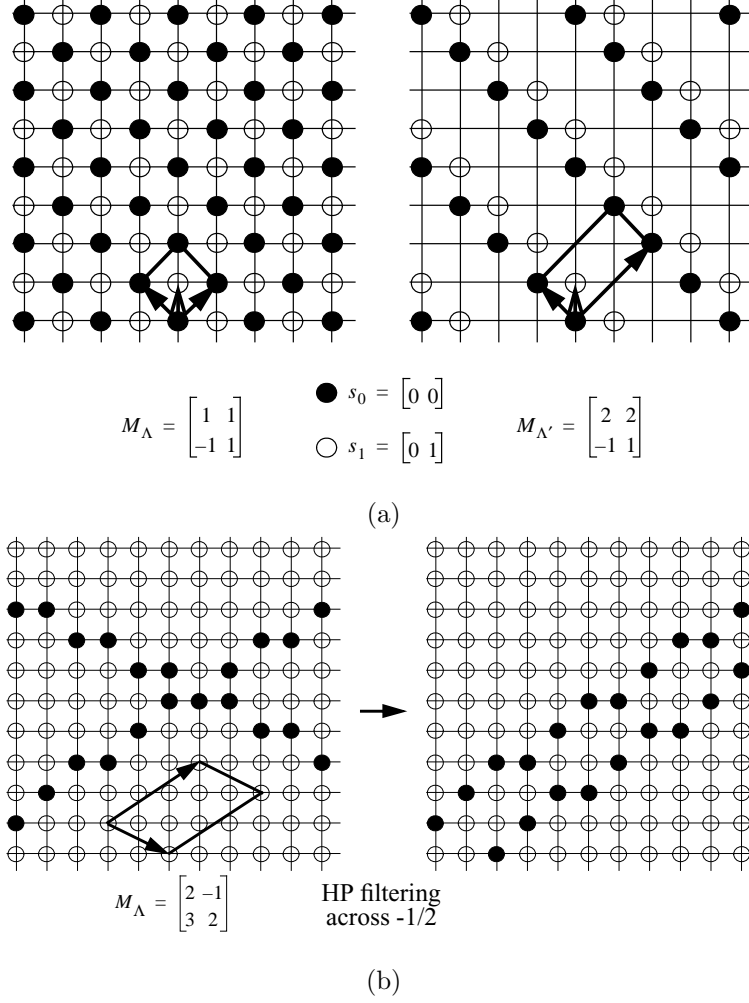 M_Λ = [1 1
-1 1]
s_0 = [0 0]
s_1 = [0 1]
M_Λ′ = [2 2
-1 1]
(a)
M_Λ = [2 -1
3 2]
HP filtering
across -1/2
(b)